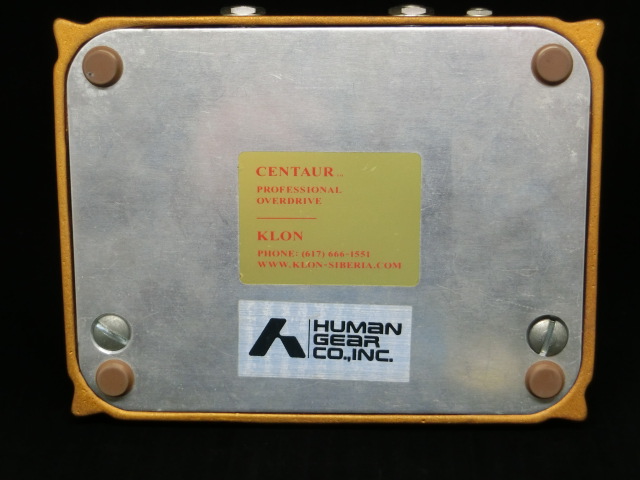 CENTAUR
PROFESSIONAL
OVERDRIVE
KLON
PHONE: (617) 666-1551
WWW.KLON-SIBERIA.COM
HUMAN
GEAR
CO.,INC.